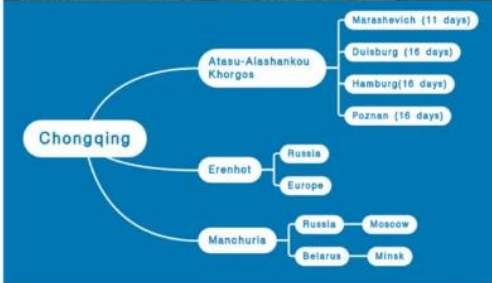 Marashevich (11 days)
Atasu-Alashankou
Khorgos
Duisburg (16 days)
Hamburg(16 days)
Poznan (16 days)
Chongqing
Erenhot
Russia
Europe
Manchuria
Russia
Moscow
Belarus
Minsk